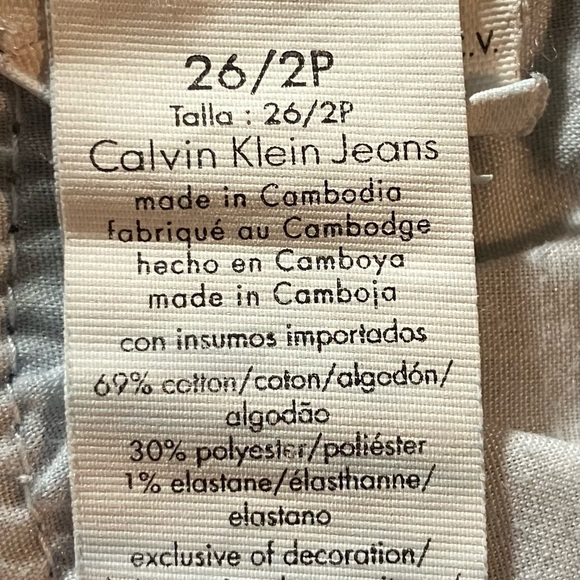 26/2P
.V.
Talla : 26/2P
Calvin Klein Jeans
made in Cambodia
fabriqué au Cambodge
hecho en Camboya
made in Camboja
con insumos importados
69% cotton/coton/algodón/
algodão
30% polyester/poliéster
1% elastane/élasthanne/
elastano
exclusive of decoration/